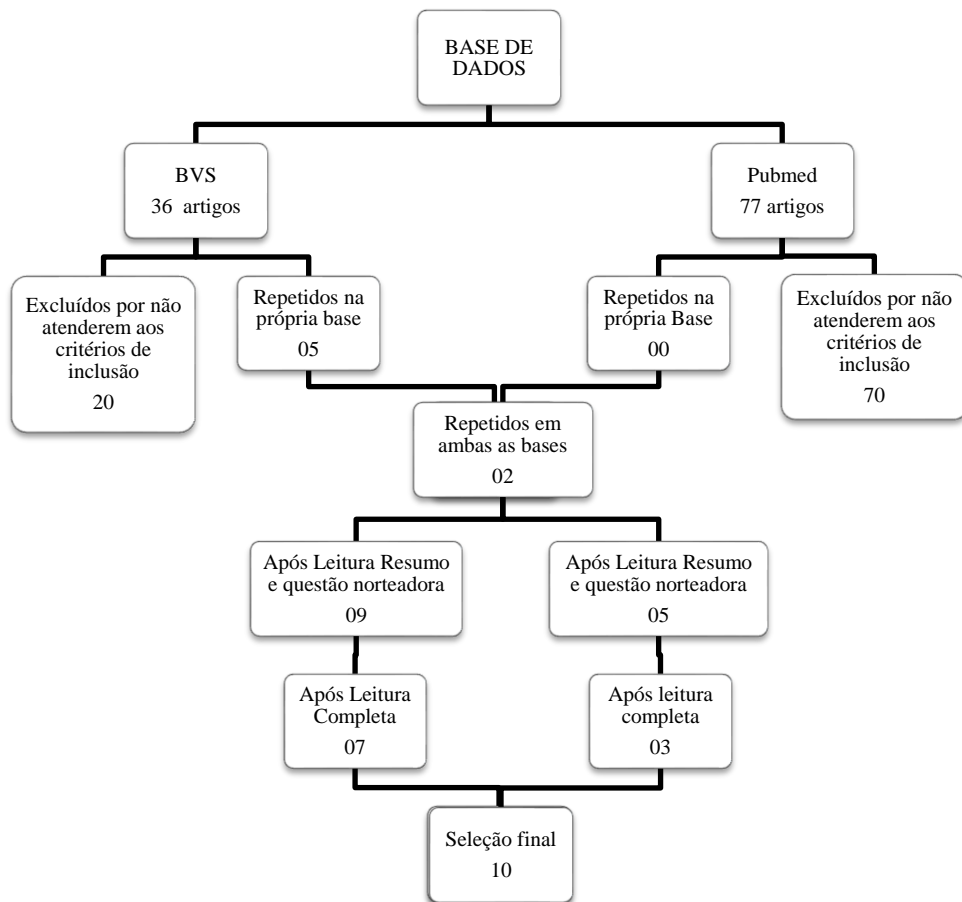 BASE DE
DADOS
BVS
36 artigos
Pubmed
77 artigos
Excluídos por não
atenderem aos
critérios de
inclusão
20
Repetidos na
própria base
05
Repetidos na
própria Base
00
Excluídos por não
atenderem aos
critérios de
inclusão
70
Repetidos em
ambas as bases
02
Após Leitura Resumo
e questão norteadora
09
Após Leitura Resumo
e questão norteadora
05
Após Leitura
Completa
07
Após leitura
completa
03
Seleção final
10